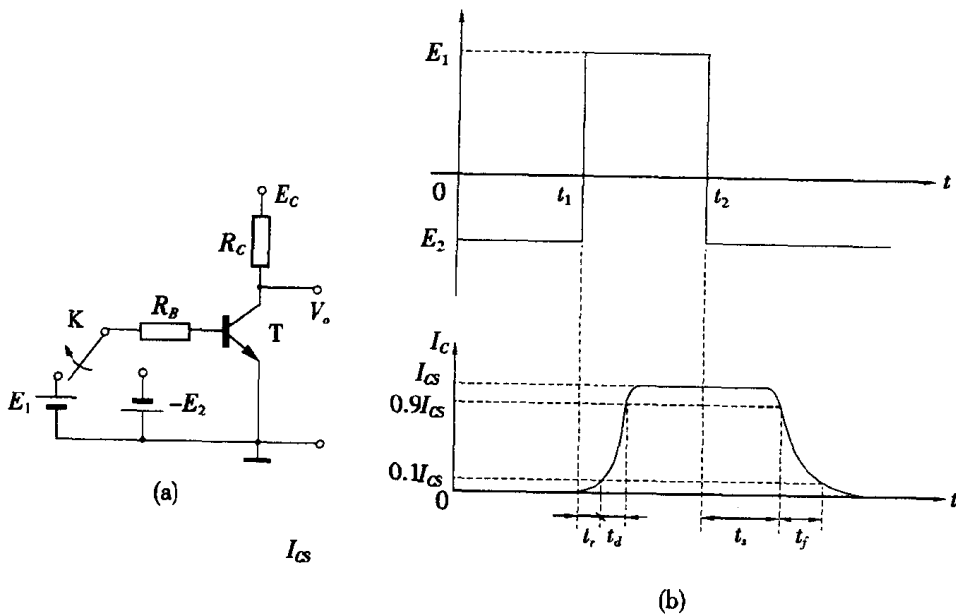 E_C
R_C
R_B
K
T
V_o
E_1
-E_2
(a)
I_CS
E_1
0
t_1
t_2
t
E_2
I_C
I_CS
0.9I_CS
0.1I_CS
0
t
t_r
t_d
t_s
t_f
(b)